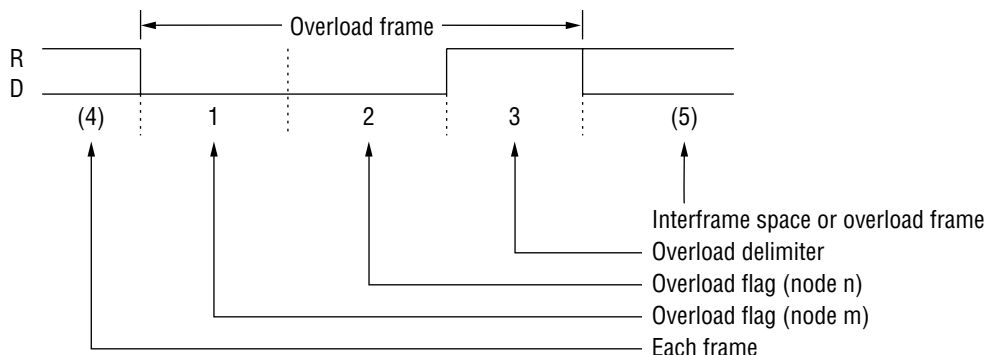 Overload frame
R
D
(4) 1 2 3 (5)
Interframe space or overload frame
Overload delimiter
Overload flag (node n)
Overload flag (node m)
Each frame